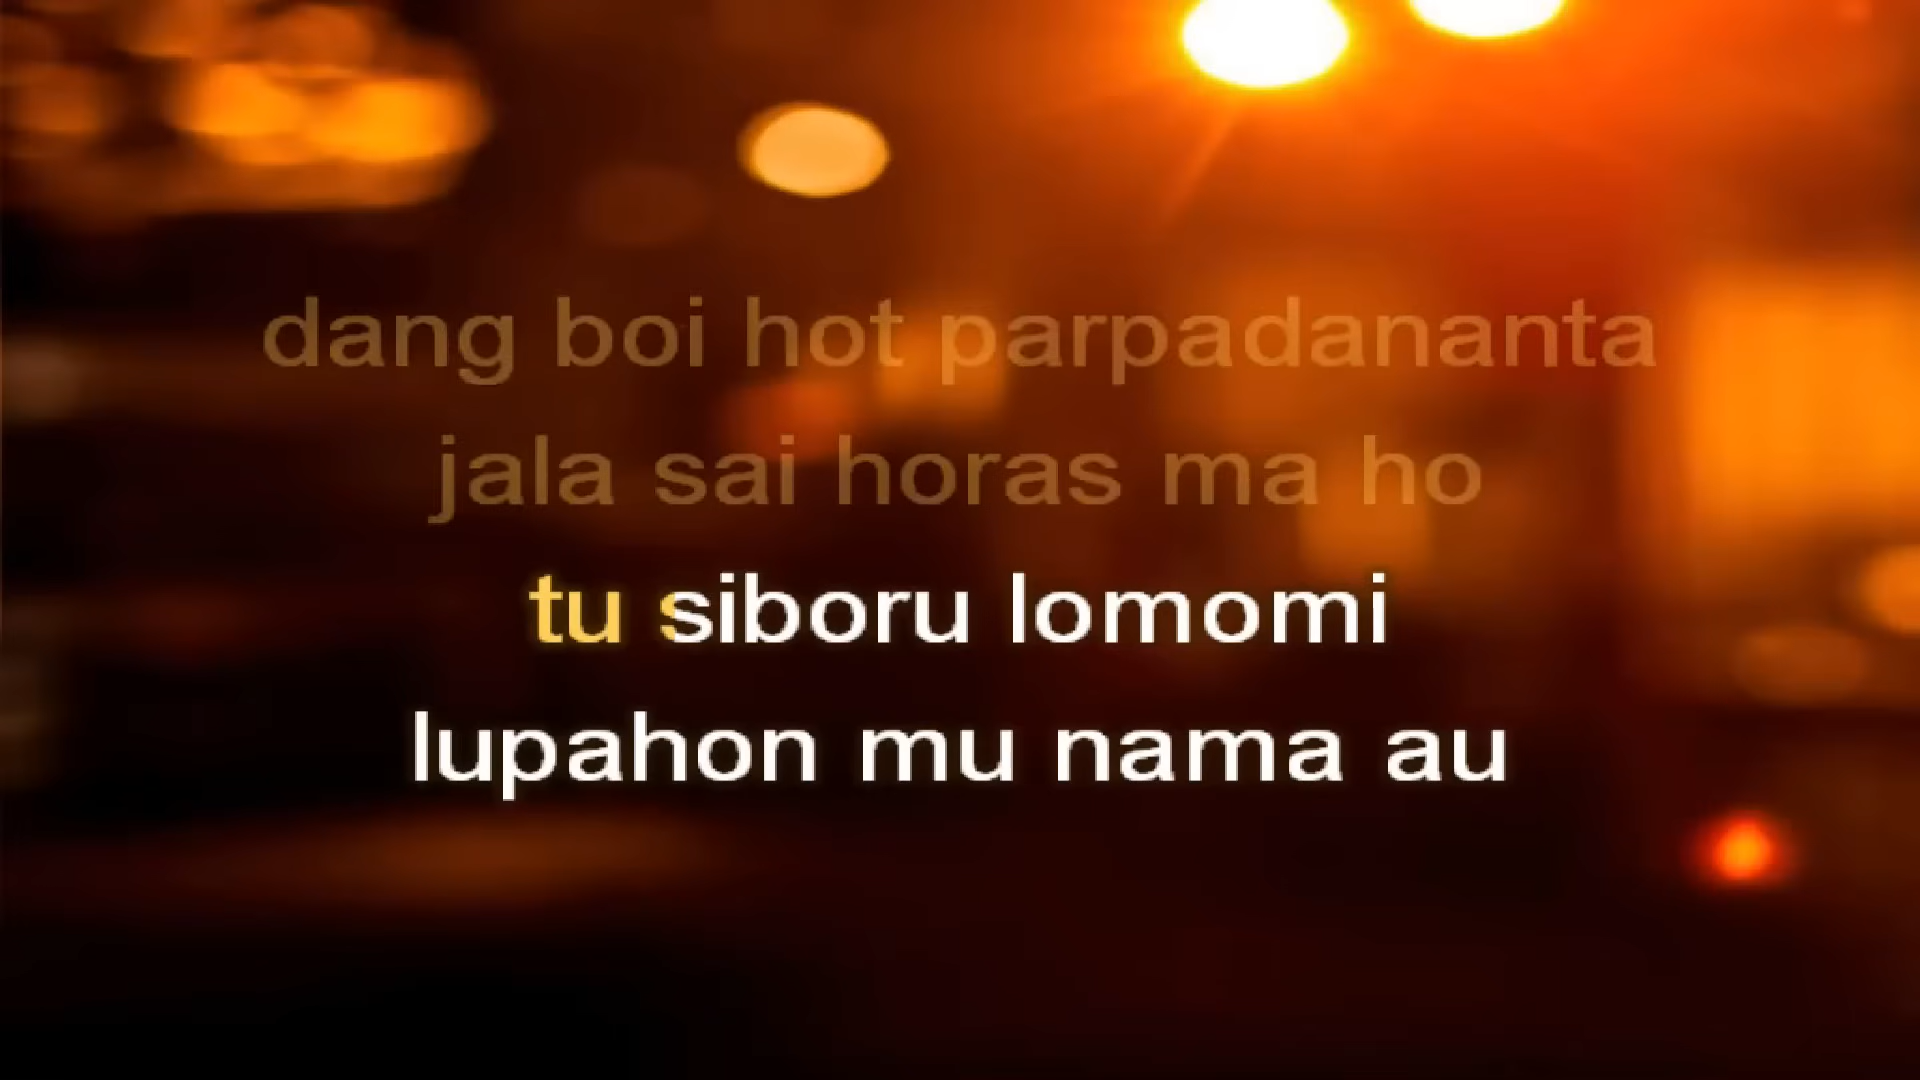 dang boi hot parpadananta
jala sai horas ma ho
tu siboru lomomi
lupahon mu nama au